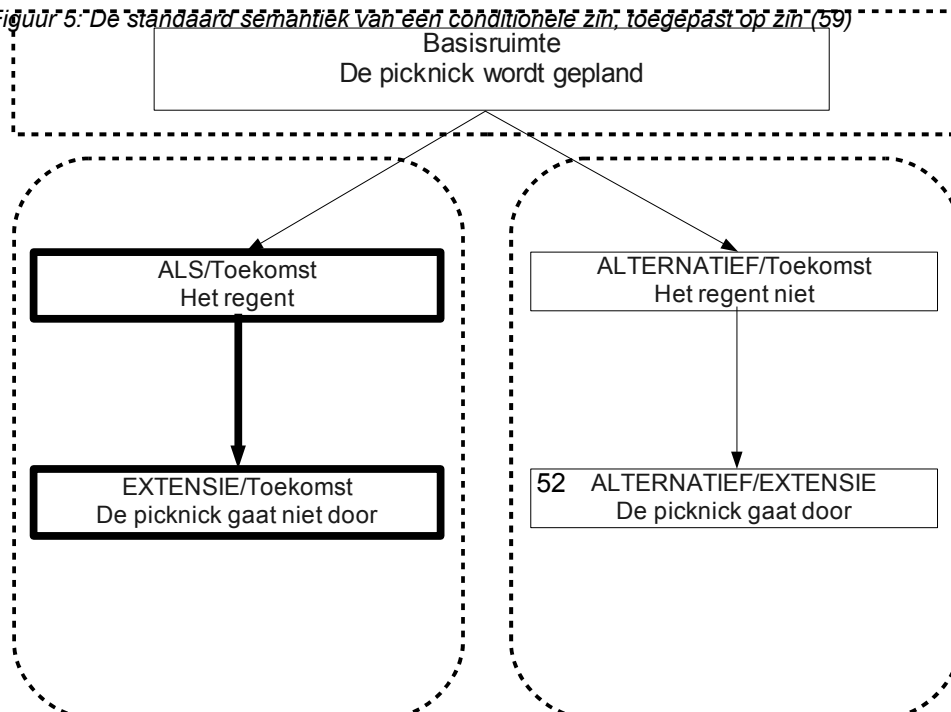 Figuur 5: De standaard semantiek van een conditionele zin, toegepast op zin (59)
Basisruimte
De picknick wordt gepland
ALS/Toekomst
Het regent
ALTERNATIEF/Toekomst
Het regent niet
EXTENSIE/Toekomst
De picknick gaat niet door
52 ALTERNATIEF/EXTENSIE
De picknick gaat door